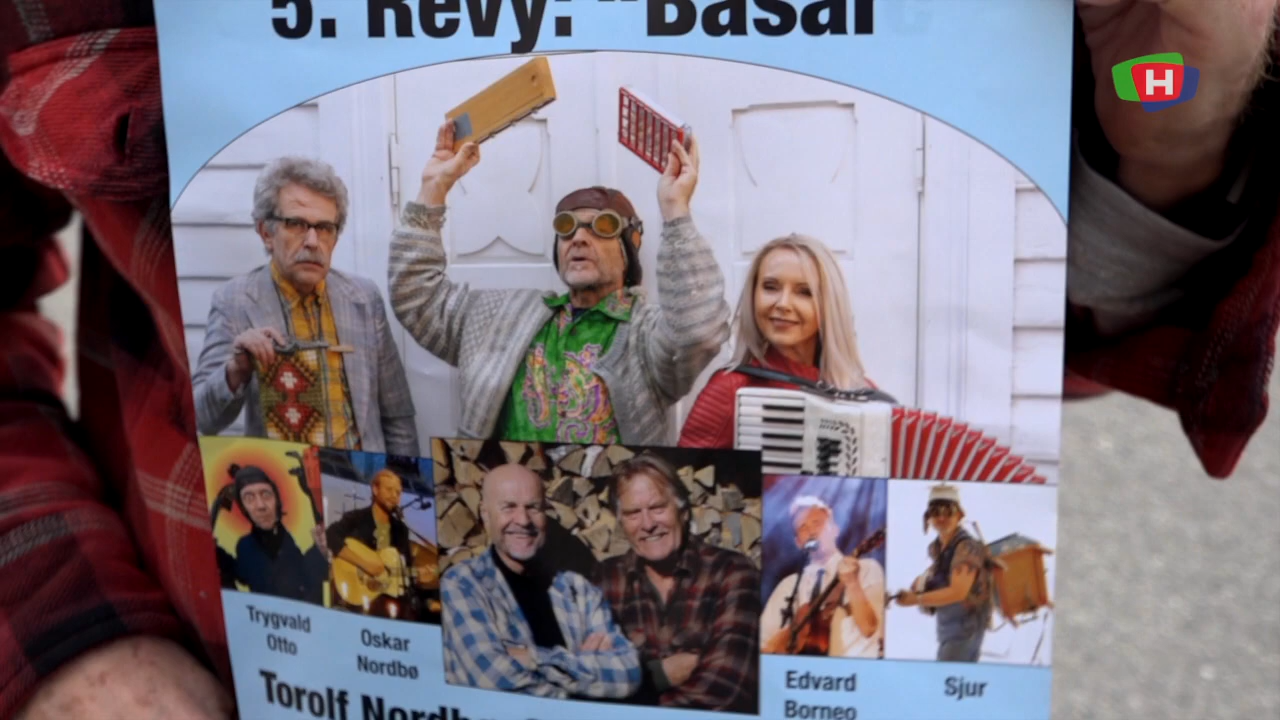 5. Revy: "Basar
H
Trygvald
Otto
Oskar
Nordbø
Edvard
Borneo
Sjur
Torolf